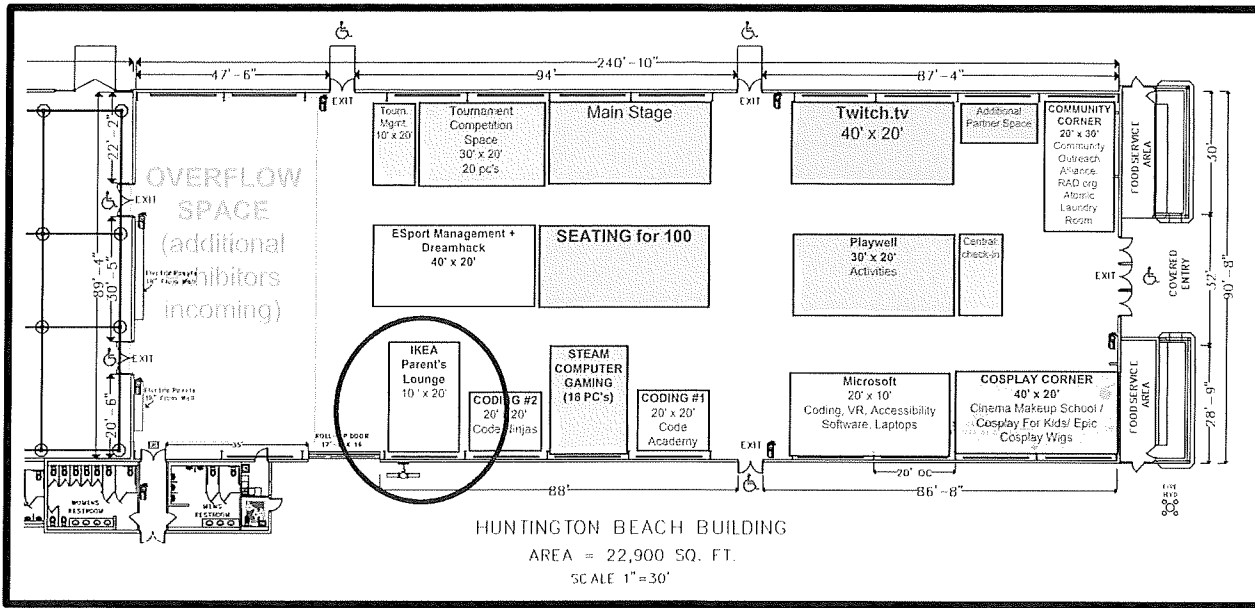 240'-10"
47'-6"
94'
87'-4"
EXIT
EXIT
Tourn.
Mgmt.
10' x 20'
Tournament
Competition
Space
30' x 20'
20 pc's
Main Stage
Twitch.tv
40' x 20'
Additional
Partner Space
COMMUNITY
CORNER
20' x 30'
Community
Outreach
Alliance
RAD org
Atomic
Laundry
Room
FOOD SERVICE
AREA
30'
22'-2"
OVERFLOW
SPACE
(additional
exhibitors
incoming)
EXIT
89'-4"
30'-5"
ESport Management +
Dreamhack
40' x 20'
SEATING for 100
Playwell
30' x 20'
Activities
Central
check-in
EXIT
COVERED
ENTRY
32'
90'-8"
EXIT
20'-6"
IKEA
Parent's
Lounge
10' x 20'
CODING #2
20' x 20'
Code Ninjas
STEAM
COMPUTER
GAMING
(18 PC's)
CODING #1
20' x 20'
Code
Academy
Microsoft
20' x 10'
Coding, VR, Accessibility
Software, Laptops
COSPLAY CORNER
40' x 20'
Cinema Makeup School /
Cosplay For Kids/ Epic
Cosplay Wigs
FOOD SERVICE
AREA
28'-9"
35'
ROLL-UP DOOR
EXIT
20' OC
88'
86'-8"
WOMENS
RESTROOM
MENS
RESTROOM
FIRE
HYD
HUNTINGTON BEACH BUILDING
AREA = 22,900 SQ. FT.
SCALE 1"=30'